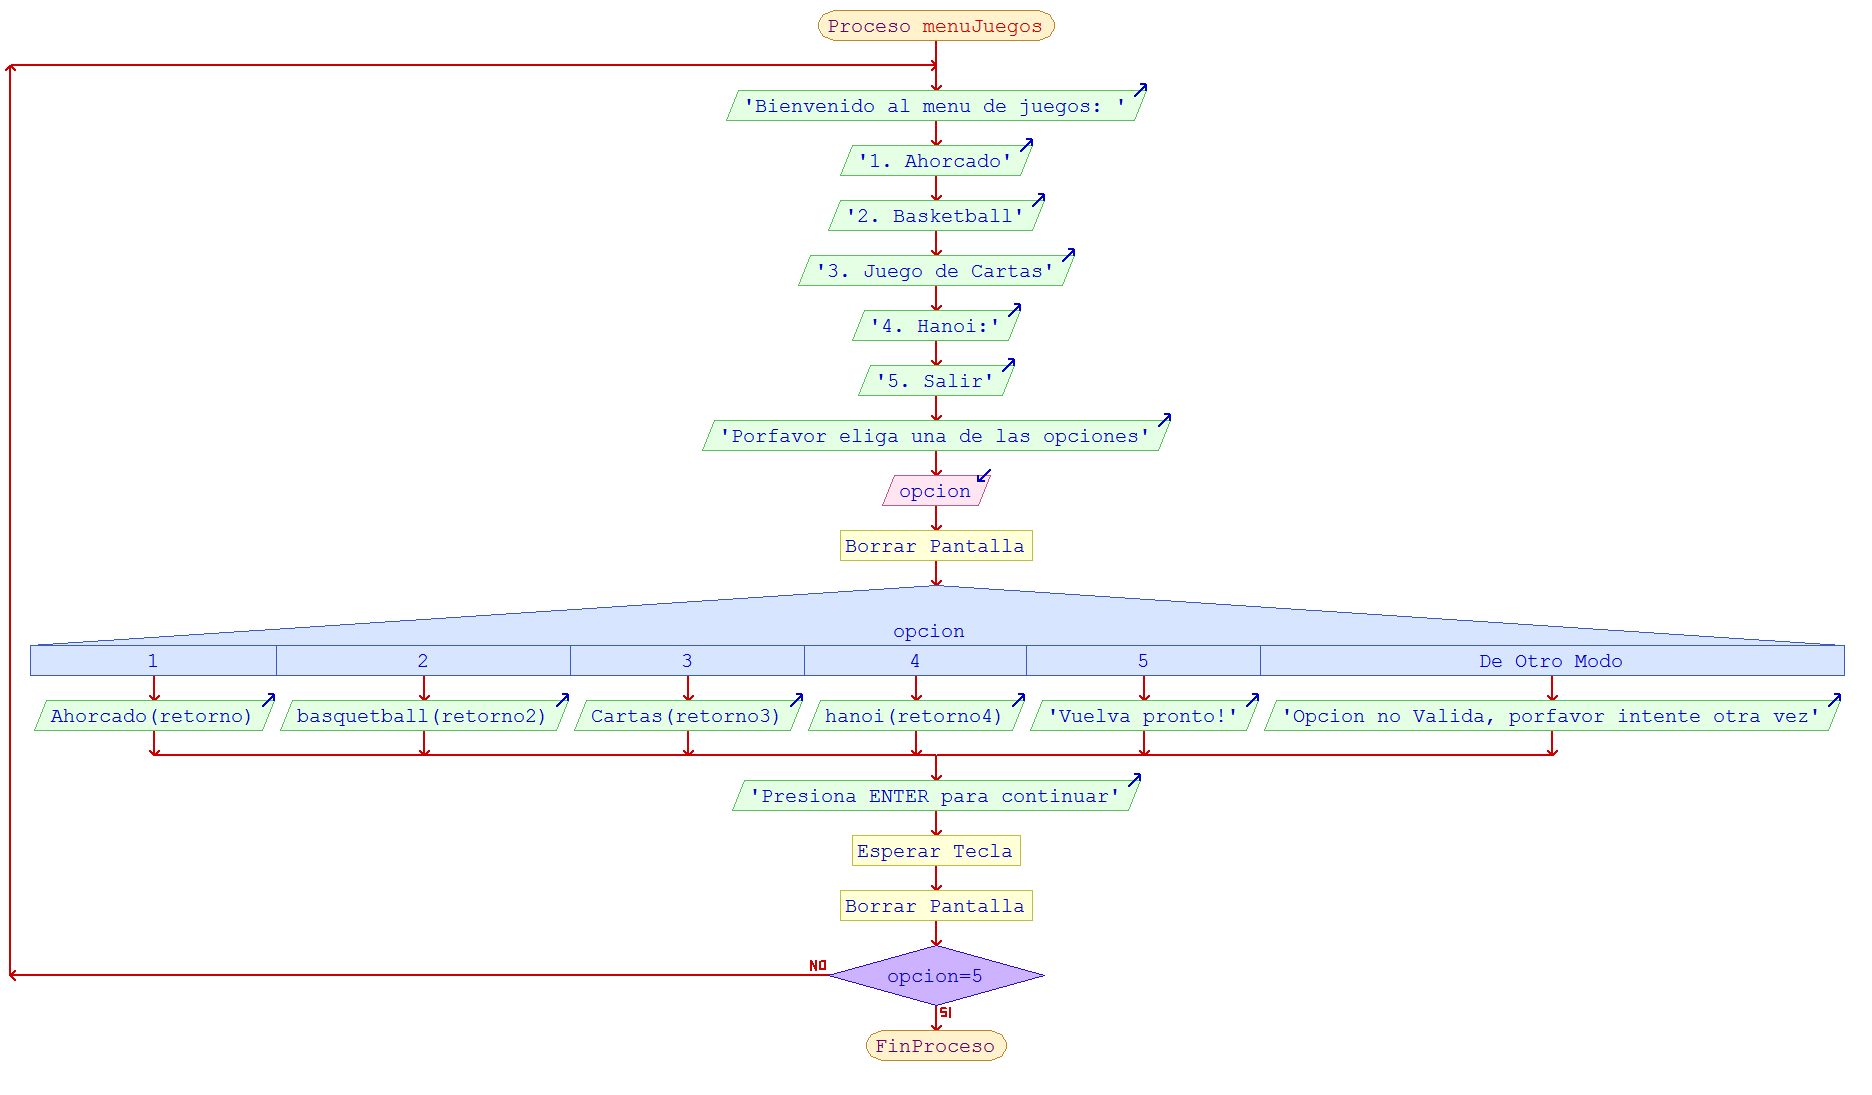 Proceso menuJuegos
'Bienvenido al menu de juegos: '
'1. Ahorcado'
'2. Basketball'
'3. Juego de Cartas'
'4. Hanoi:'
'5. Salir'
'Porfavor eliga una de las opciones'
opcion
Borrar Pantalla
opcion
1 2 3 4 5 De Otro Modo
Ahorcado(retorno) basquetball(retorno2) Cartas(retorno3) hanoi(retorno4) 'Vuelva pronto!' 'Opcion no Valida, porfavor intente otra vez'
'Presiona ENTER para continuar'
Esperar Tecla
Borrar Pantalla
NO
opcion=5
SI
FinProceso